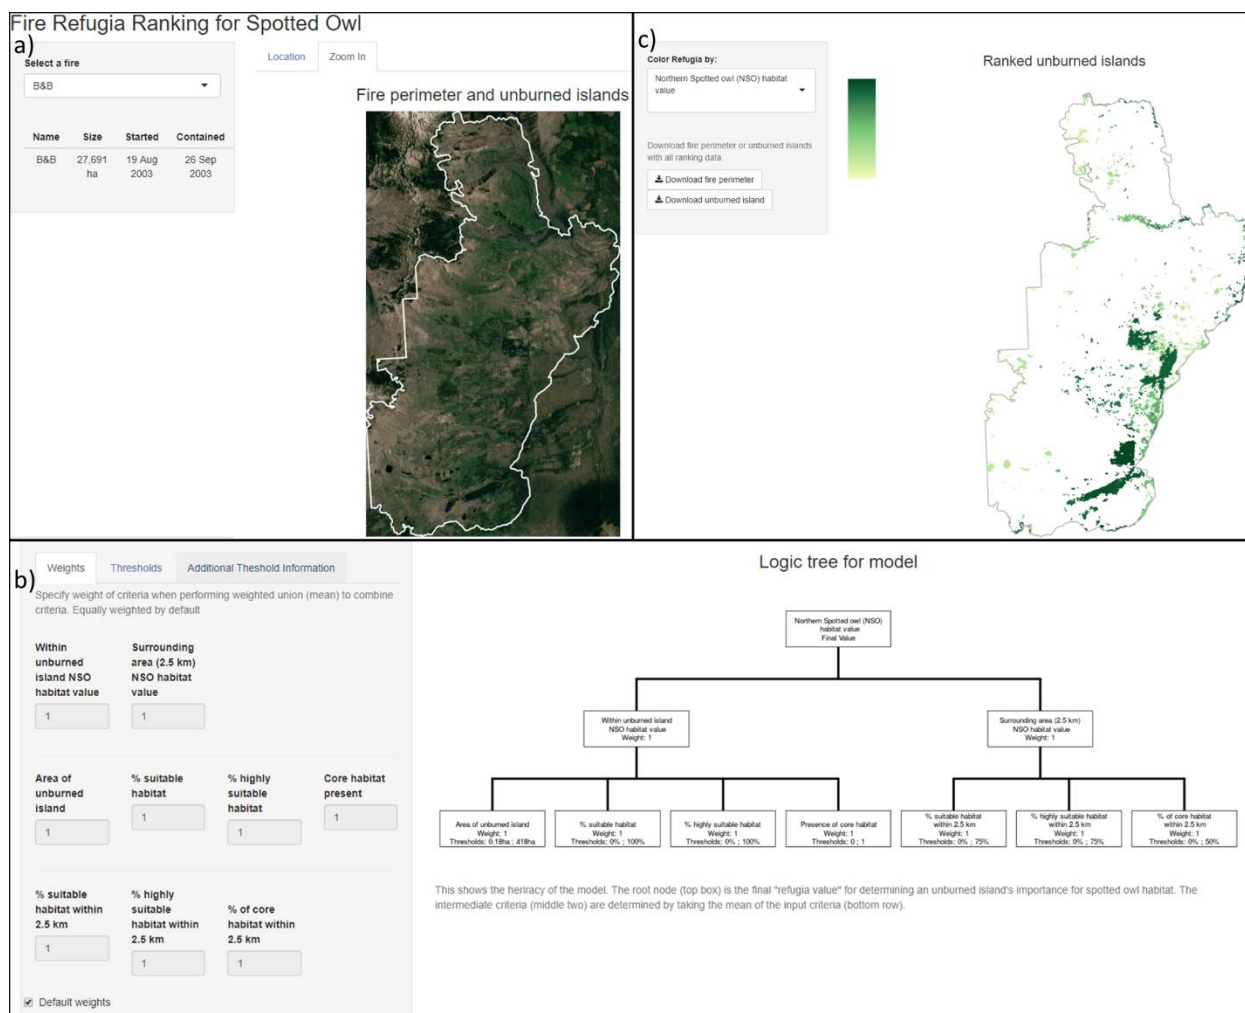 Fire Refugia Ranking for Spotted Owl
a)
Select a fire
B&B
Name Size Started Contained
B&B 27,691 19 Aug 26 Sep
ha 2003 2003
Location Zoom In
Fire perimeter and unburned islands
c)
Color Refugia by:
Northern Spotted owl (NSO) habitat
value
Download fire perimeter or unburned islands
with all ranking data.
Download fire perimeter
Download unburned island
Ranked unburned islands
b)
Weights Thresholds Additional Theshold Information
Specify weight of criteria when performing weighted union (mean) to combine
criteria. Equally weighted by default
Within
unburned
island NSO
habitat value
1
Surrounding
area (2.5 km)
NSO habitat
value
1
Area of
unburned
island
1
% suitable
habitat
1
% highly
suitable
habitat
1
Core habitat
present
1
% suitable
habitat within
2.5 km
1
% highly
suitable
habitat within
2.5 km
1
% of core
habitat within
2.5 km
1
Default weights
Logic tree for model
Northern Spotted owl (NSO)
habitat value
Final Value
Within unburned island
NSO habitat value
Weight: 1
Surrounding area (2.5 km)
NSO habitat value
Weight: 1
Area of unburned island
Weight: 1
Thresholds: 0.18ha ; 418ha
% suitable habitat
Weight: 1
Thresholds: 0% ; 100%
% highly suitable habitat
Weight: 1
Thresholds: 0% ; 100%
Presence of core habitat
Weight: 1
Thresholds: 0 ; 1
% suitable habitat
within 2.5 km
Weight: 1
Thresholds: 0% ; 75%
% highly suitable habitat
within 2.5 km
Weight: 1
Thresholds: 0% ; 75%
% of core habitat
within 2.5 km
Weight: 1
Thresholds: 0% ; 50%
This shows the heriracy of the model. The root node (top box) is the final "refugia value" for determining an unburned island's importance for spotted owl habitat. The
intermediate criteria (middle two) are determined by taking the mean of the input criteria (bottom row).